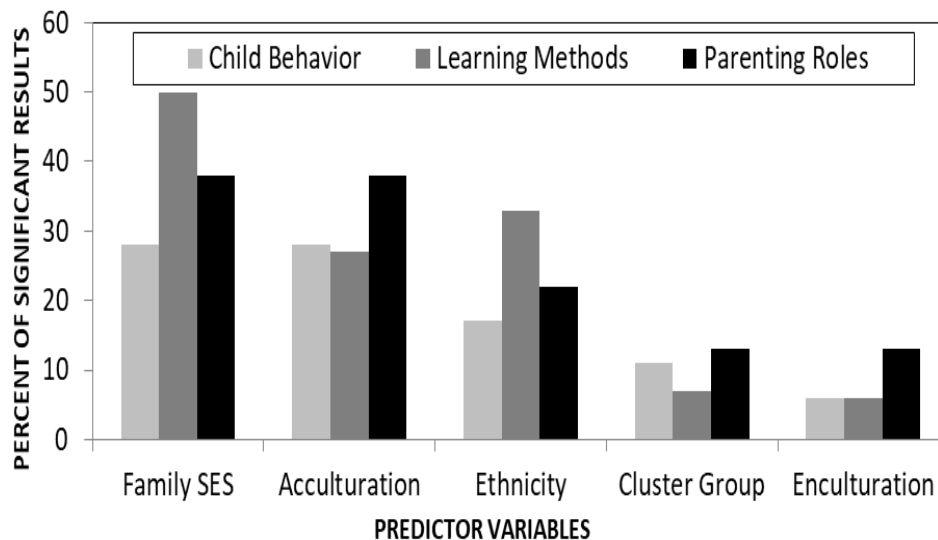 PERCENT OF SIGNIFICANT RESULTS
60
50
40
30
20
10
0
Child Behavior Learning Methods Parenting Roles
Family SES Acculturation Ethnicity Cluster Group Enculturation
PREDICTOR VARIABLES